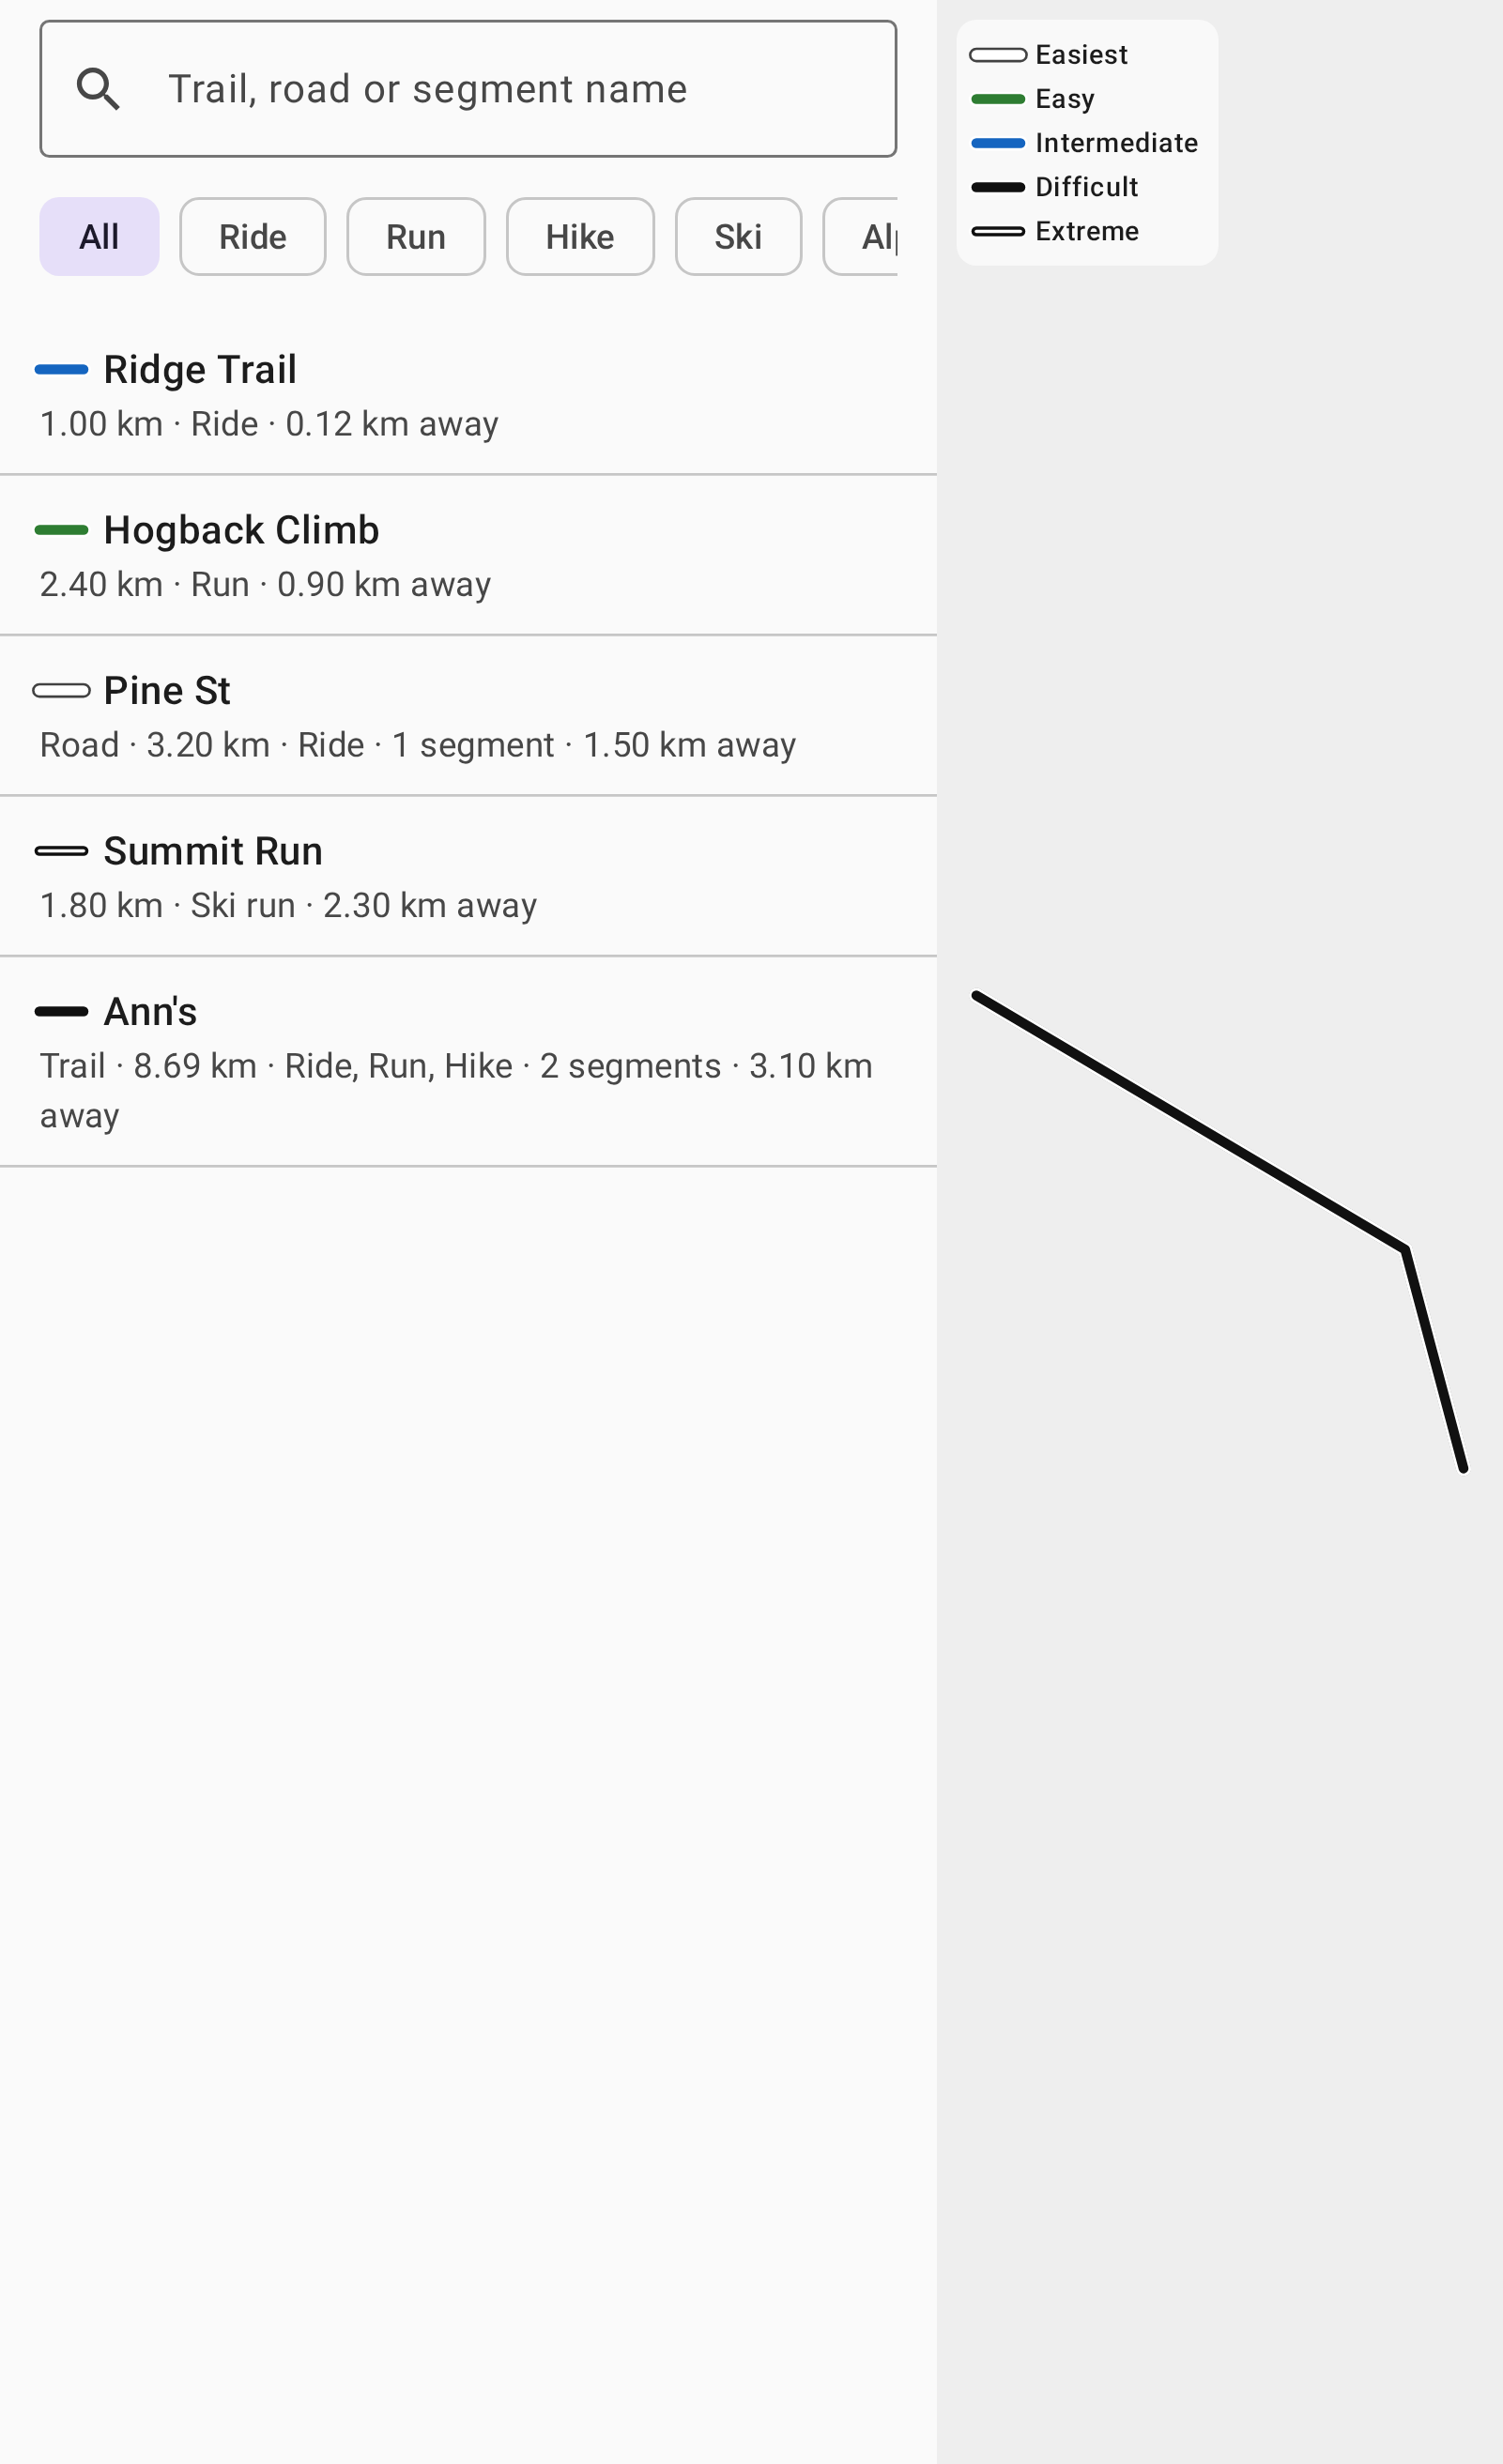 Trail, road or segment name
All
Ride
Run
Hike
Ski
Ridge Trail
1.00 km · Ride · 0.12 km away
Hogback Climb
2.40 km · Run · 0.90 km away
Pine St
Road · 3.20 km · Ride · 1 segment · 1.50 km away
Summit Run
1.80 km · Ski run · 2.30 km away
Ann's
Trail · 8.69 km · Ride, Run, Hike · 2 segments · 3.10 km
away
Easiest
Easy
Intermediate
Difficult
Extreme